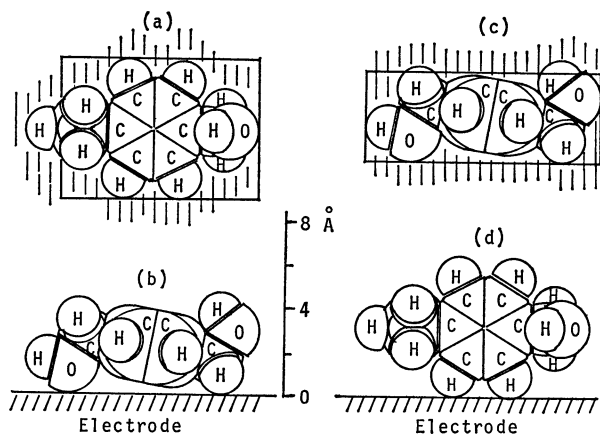 (a)
H H
H C C H
H C C H O
H C C H
H H
(c)
H
C C C O
H H C
H O H
8 Å
4
0
(b)
H
H C C O
H C H H C
O H
Electrode
(d)
H H
H C C H
H C C H O
H C C H
H H
Electrode